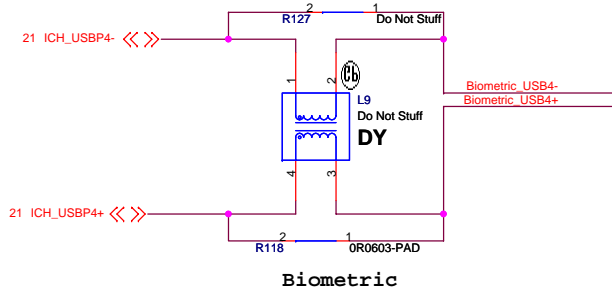 2 1
R127 Do Not Stuff
21 ICH_USBP4-
1 2
Biometric_USB4-
L9
Biometric_USB4+
Do Not Stuff
DY
4 3
21 ICH_USBP4+
2 1
R118 0R0603-PAD
Biometric